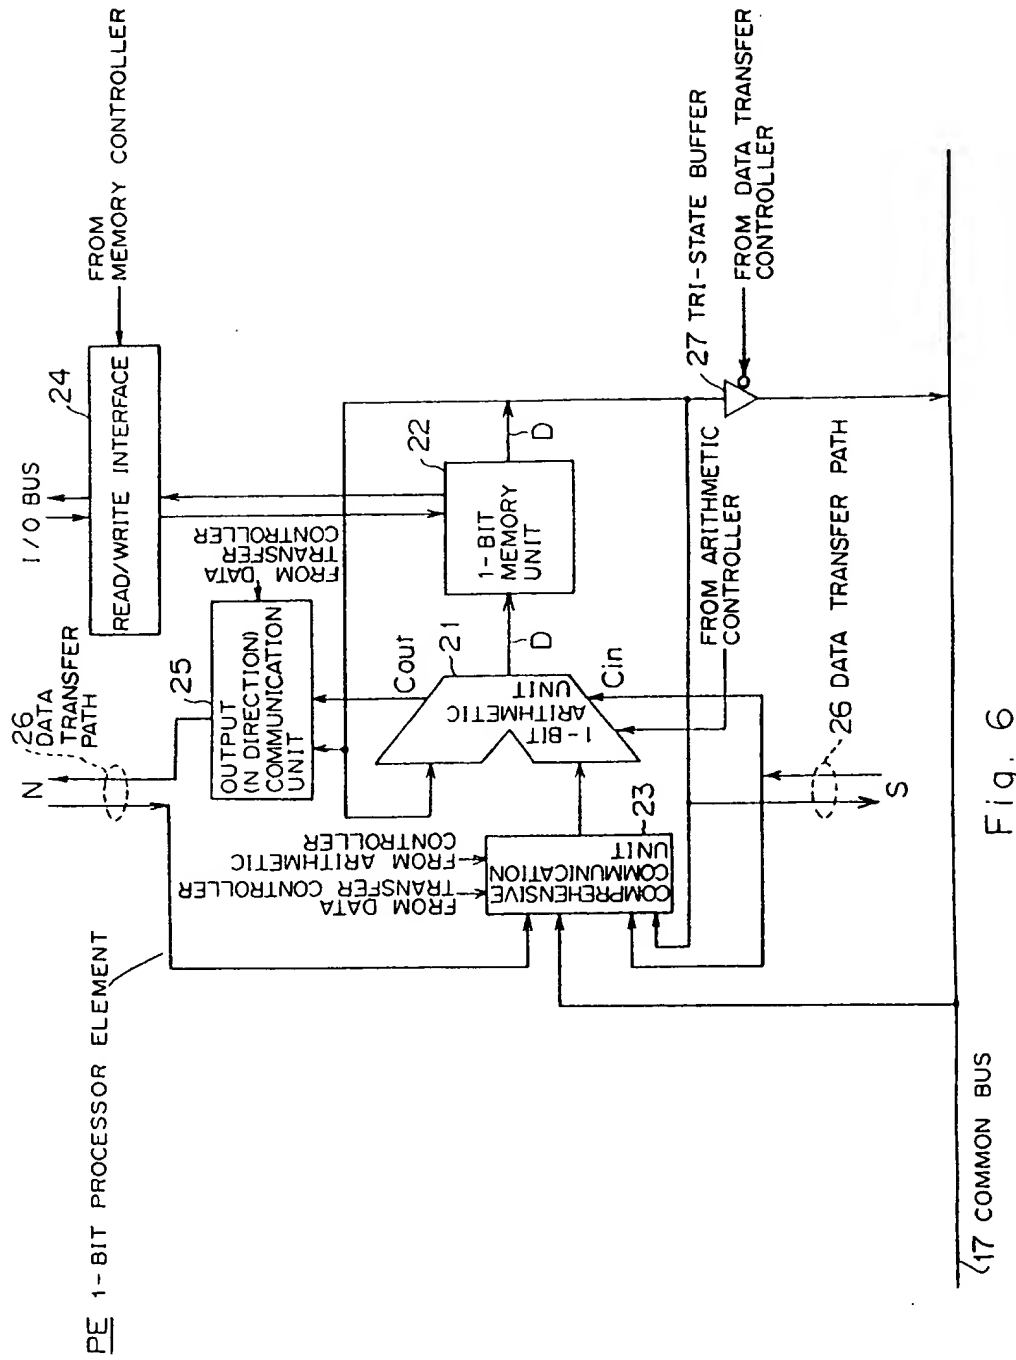 PE 1-BIT PROCESSOR ELEMENT
N
26
DATA
TRANSFER
PATH
I/O BUS
24
READ/WRITE INTERFACE
FROM
MEMORY CONTROLLER
25
OUTPUT
(N DIRECTION)
COMMUNICATION
UNIT
FROM DATA
TRANSFER
CONTROLLER
FROM DATA
TRANSFER CONTROLLER
FROM ARITHMETIC
CONTROLLER
COMPREHENSIVE
COMMUNICATION
UNIT
23
Cout
21
1-BIT
ARITHMETIC
UNIT
Cin
D
22
1-BIT
MEMORY
UNIT
D
FROM ARITHMETIC
CONTROLLER
27 TRI-STATE BUFFER
FROM DATA TRANSFER
CONTROLLER
26 DATA TRANSFER PATH
S
17 COMMON BUS
Fig. 6